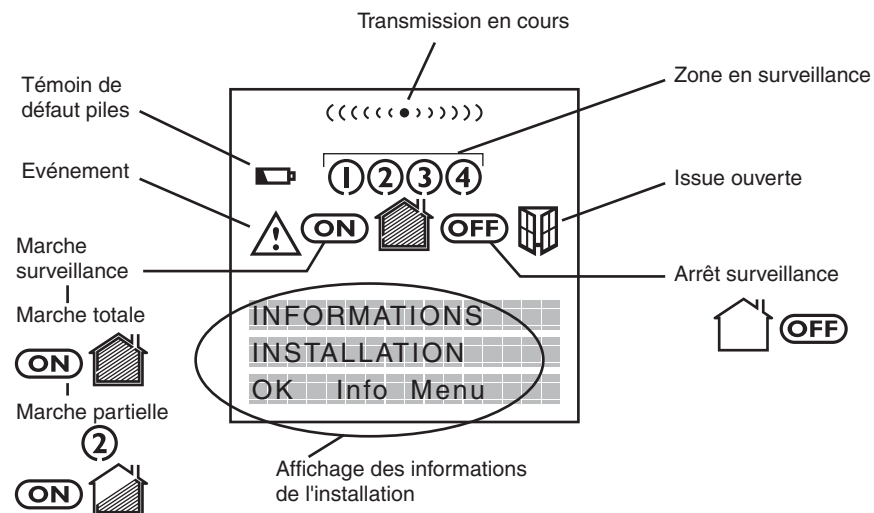 Transmission en cours
Témoin de
défaut piles
Zone en surveillance
Evénement
1 2 3 4
Issue ouverte
ON
OFF
Marche
surveillance
Arrêt surveillance
Marche totale
INFORMATIONS
INSTALLATION
OK Info Menu
OFF
ON
Marche partielle
2
ON
Affichage des informations
de l'installation